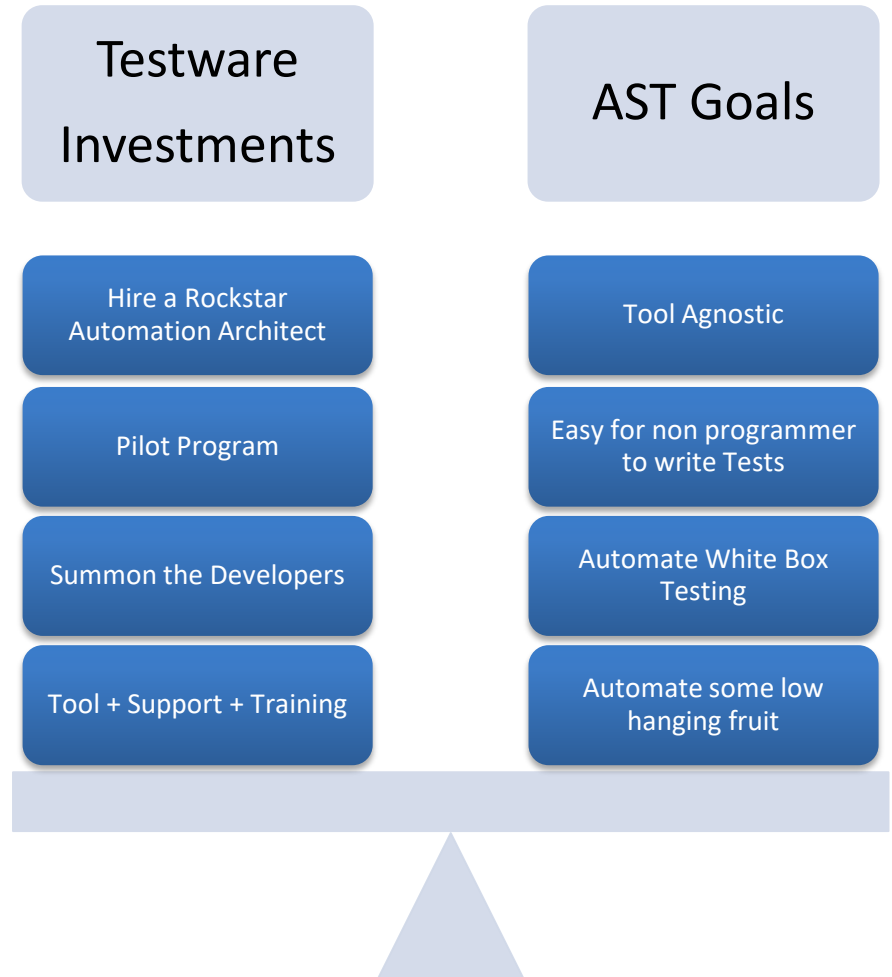 Testware
Investments
AST Goals
Hire a Rockstar
Automation Architect
Tool Agnostic
Pilot Program
Easy for non programmer
to write Tests
Summon the Developers
Automate White Box
Testing
Tool + Support + Training
Automate some low
hanging fruit